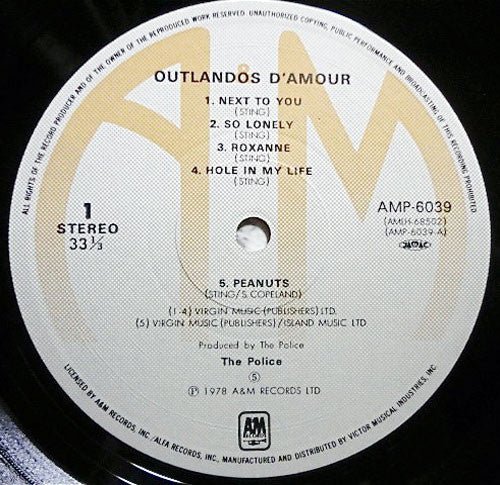 ALL RIGHTS OF THE RECORD PRODUCER AND OF THE OWNER OF THE REPRODUCED WORK RESERVED UNAUTHORIZED COPYING, PUBLIC PERFORMANCE AND BROADCASTING OF THIS RECORDING PROHIBITED
OUTLANDOS D'AMOUR
1. NEXT TO YOU
(STING)
2. SO LONELY
(STING)
3. ROXANNE
(STING)
4. HOLE IN MY LIFE
(STING)
1
STEREO
33⅓
AMP-6039
(AMLH-68502)
(AMP-6039-A)
5. PEANUTS
(STING/S. COPELAND)
(1-4) VIRGIN MUSIC (PUBLISHERS) LTD.
(5) VIRGIN MUSIC (PUBLISHERS)/ISLAND MUSIC LTD
Produced by The Police
The Police
Ⓢ
Ⓟ 1978 A&M RECORDS LTD
A&M
RECORDS
LICENSED BY A&M RECORDS, INC./ALFA RECORDS, INC., MANUFACTURED AND DISTRIBUTED BY VICTOR MUSICAL INDUSTRIES, INC.